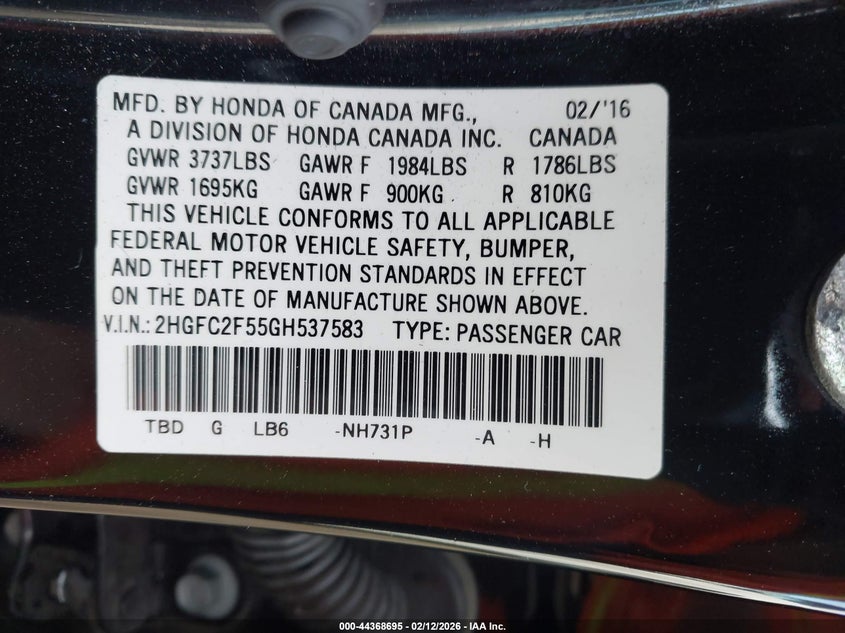 MFD. BY HONDA OF CANADA MFG., 02/'16
A DIVISION OF HONDA CANADA INC. CANADA
GVWR 3737LBS GAWR F 1984LBS R 1786LBS
GVWR 1695KG GAWR F 900KG R 810KG
THIS VEHICLE CONFORMS TO ALL APPLICABLE
FEDERAL MOTOR VEHICLE SAFETY, BUMPER,
AND THEFT PREVENTION STANDARDS IN EFFECT
ON THE DATE OF MANUFACTURE SHOWN ABOVE.
V.I.N.: 2HGFC2F55GH537583 TYPE: PASSENGER CAR
TBD G LB6 -NH731P -A -H
000-44368695 - 02/12/2026 - IAA Inc.